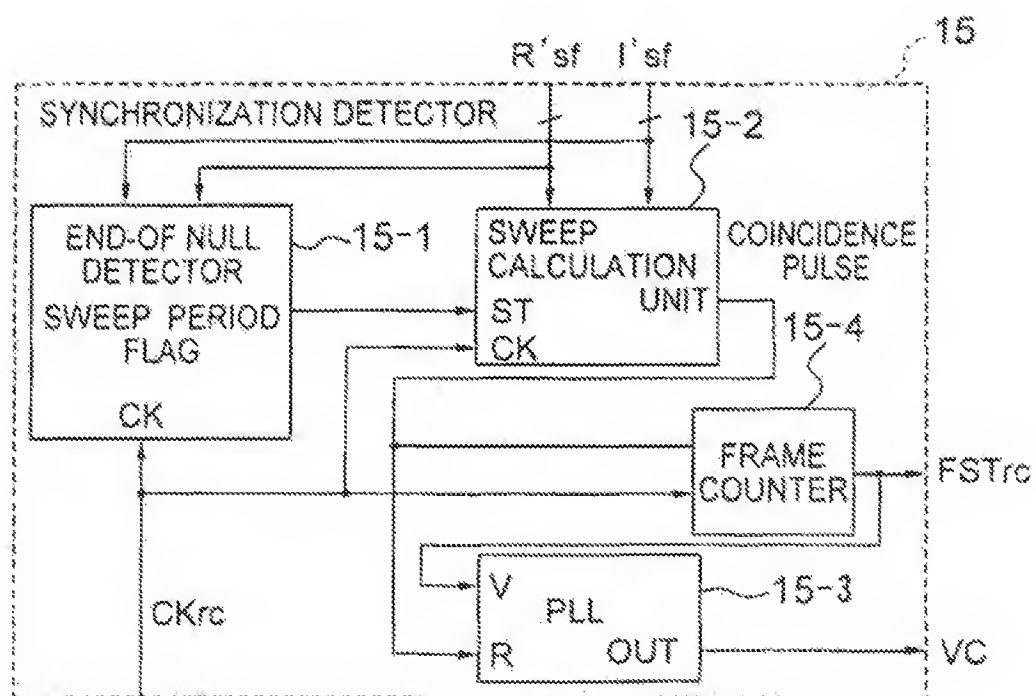 15
R'sf I'sf
SYNCHRONIZATION DETECTOR
15-2
END-OF NULL
DETECTOR
SWEEP PERIOD
FLAG
CK
15-1
SWEEP
CALCULATION
UNIT
ST
CK
COINCIDENCE
PULSE
15-4
FRAME
COUNTER
FSTrc
CKrc
V
PLL
R OUT
15-3
VC